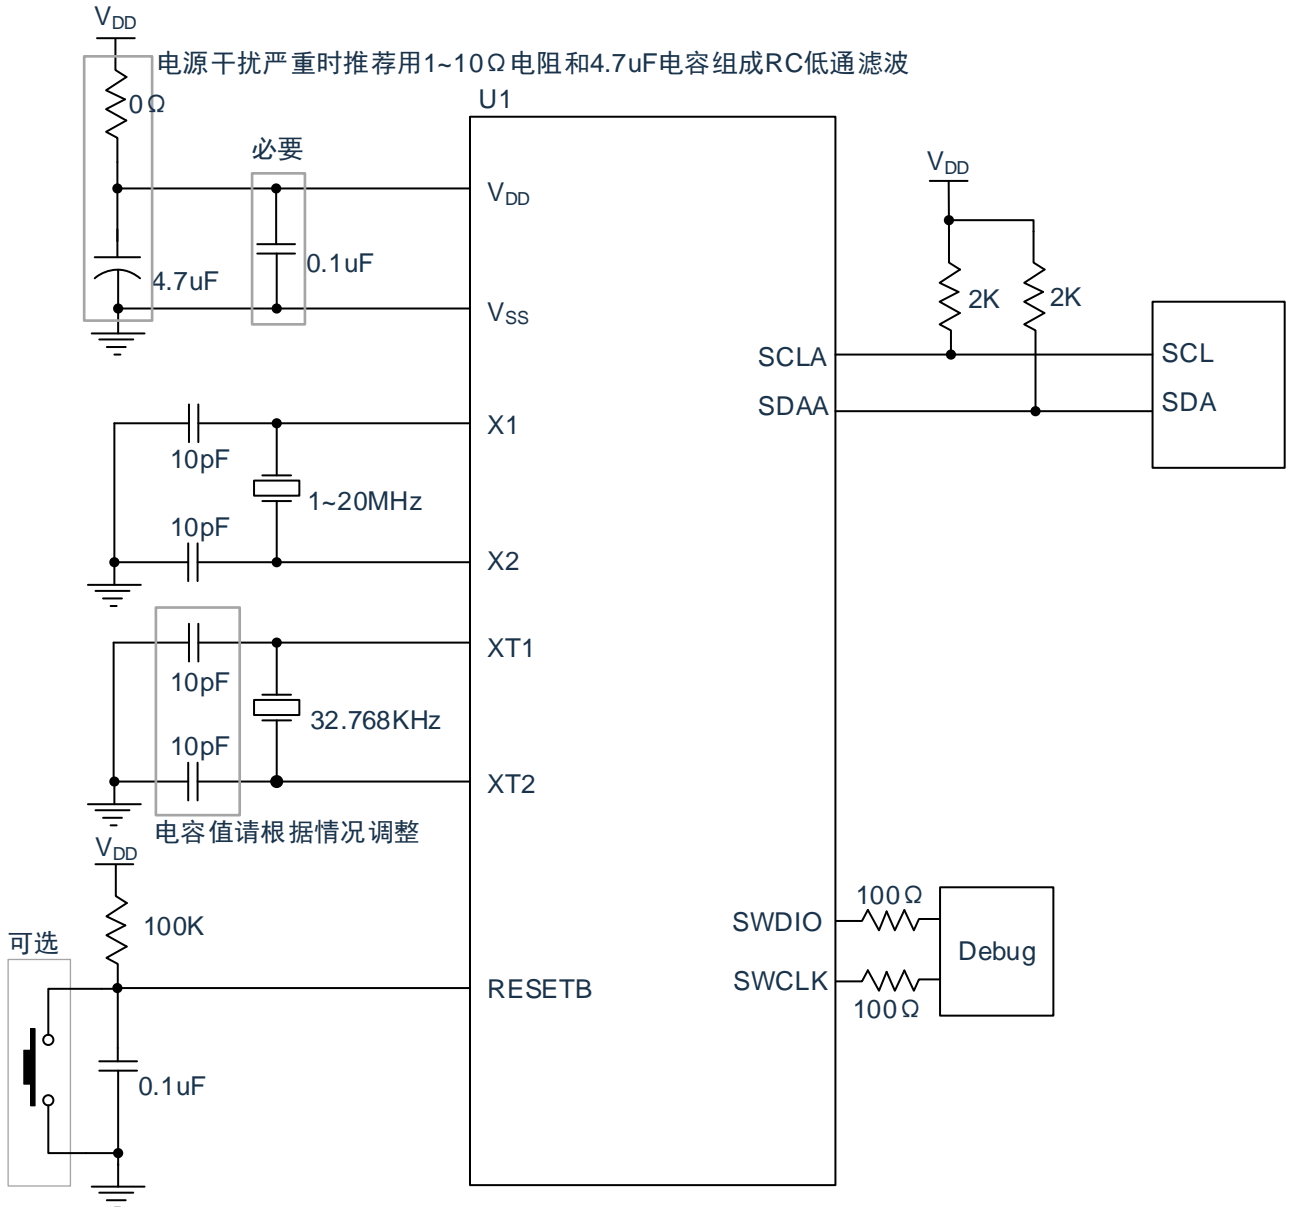 VDD
电源干扰严重时推荐用1~10Ω电阻和4.7uF电容组成RC低通滤波
0Ω
U1
必要
VDD
VDD
0.1uF
4.7uF
2K
2K
VSS
SCLA
SCL
SDAA
SDA
X1
10pF
1~20MHz
10pF
X2
XT1
10pF
32.768KHz
10pF
XT2
电容值请根据情况调整
VDD
100K
100Ω
SWDIO
可选
Debug
SWCLK
RESETB
100Ω
0.1uF